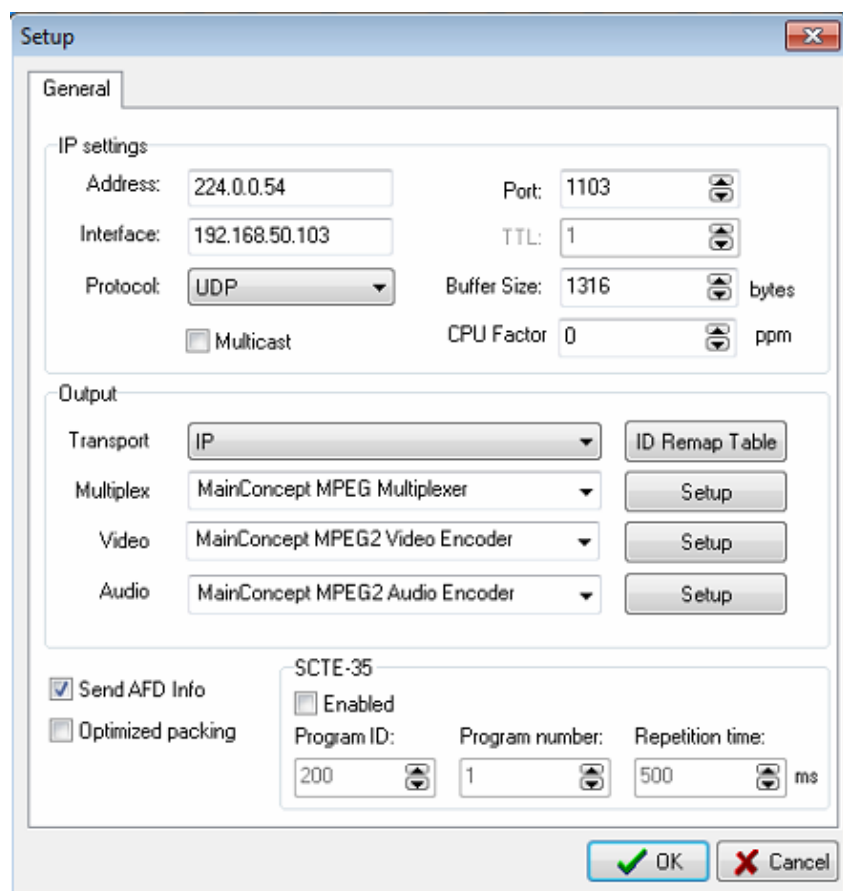 Setup
General
IP settings
Address: 224.0.0.54 Port: 1103
Interface: 192.168.50.103 TTL: 1
Protocol: UDP Buffer Size: 1316 bytes
Multicast CPU Factor 0 ppm
Output
Transport IP ID Remap Table
Multiplex MainConcept MPEG Multiplexer Setup
Video MainConcept MPEG2 Video Encoder Setup
Audio MainConcept MPEG2 Audio Encoder Setup
Send AFD Info
Optimized packing
SCTE-35
Enabled
Program ID: Program number: Repetition time:
200 1 500 ms
OK Cancel